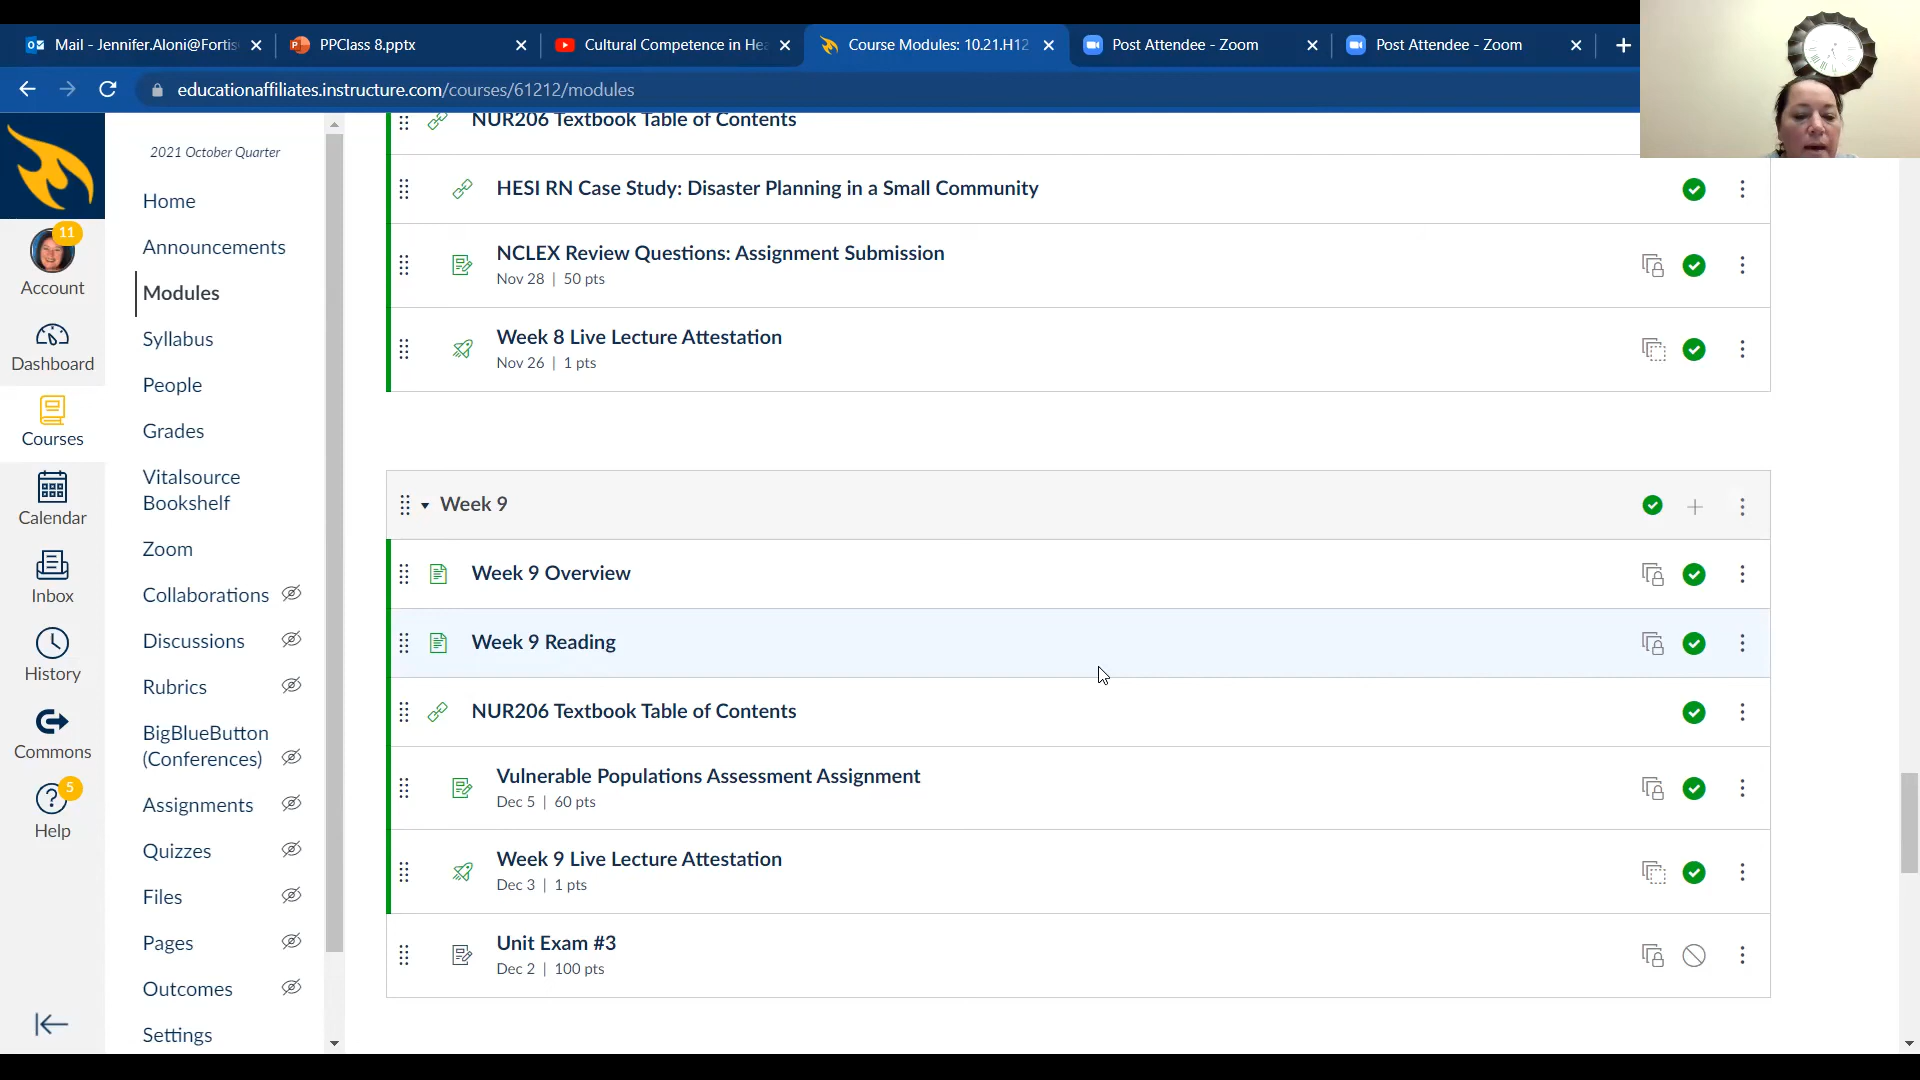 Mail - Jennifer.Aloni@Fortis
PPClass 8.pptx
Cultural Competence in Hea
Course Modules: 10.21.H12
Post Attendee - Zoom
Post Attendee - Zoom
educationaffiliates.instructure.com/courses/61212/modules
11
Account
Dashboard
Courses
Calendar
Inbox
History
Commons
5
Help
2021 October Quarter
Home
Announcements
Modules
Syllabus
People
Grades
Vitalsource
Bookshelf
Zoom
Collaborations
Discussions
Rubrics
BigBlueButton
(Conferences)
Assignments
Quizzes
Files
Pages
Outcomes
Settings
NUR206 Textbook Table of Contents
HESI RN Case Study: Disaster Planning in a Small Community
NCLEX Review Questions: Assignment Submission
Nov 28 | 50 pts
Week 8 Live Lecture Attestation
Nov 26 | 1 pts
Week 9
Week 9 Overview
Week 9 Reading
NUR206 Textbook Table of Contents
Vulnerable Populations Assessment Assignment
Dec 5 | 60 pts
Week 9 Live Lecture Attestation
Dec 3 | 1 pts
Unit Exam #3
Dec 2 | 100 pts